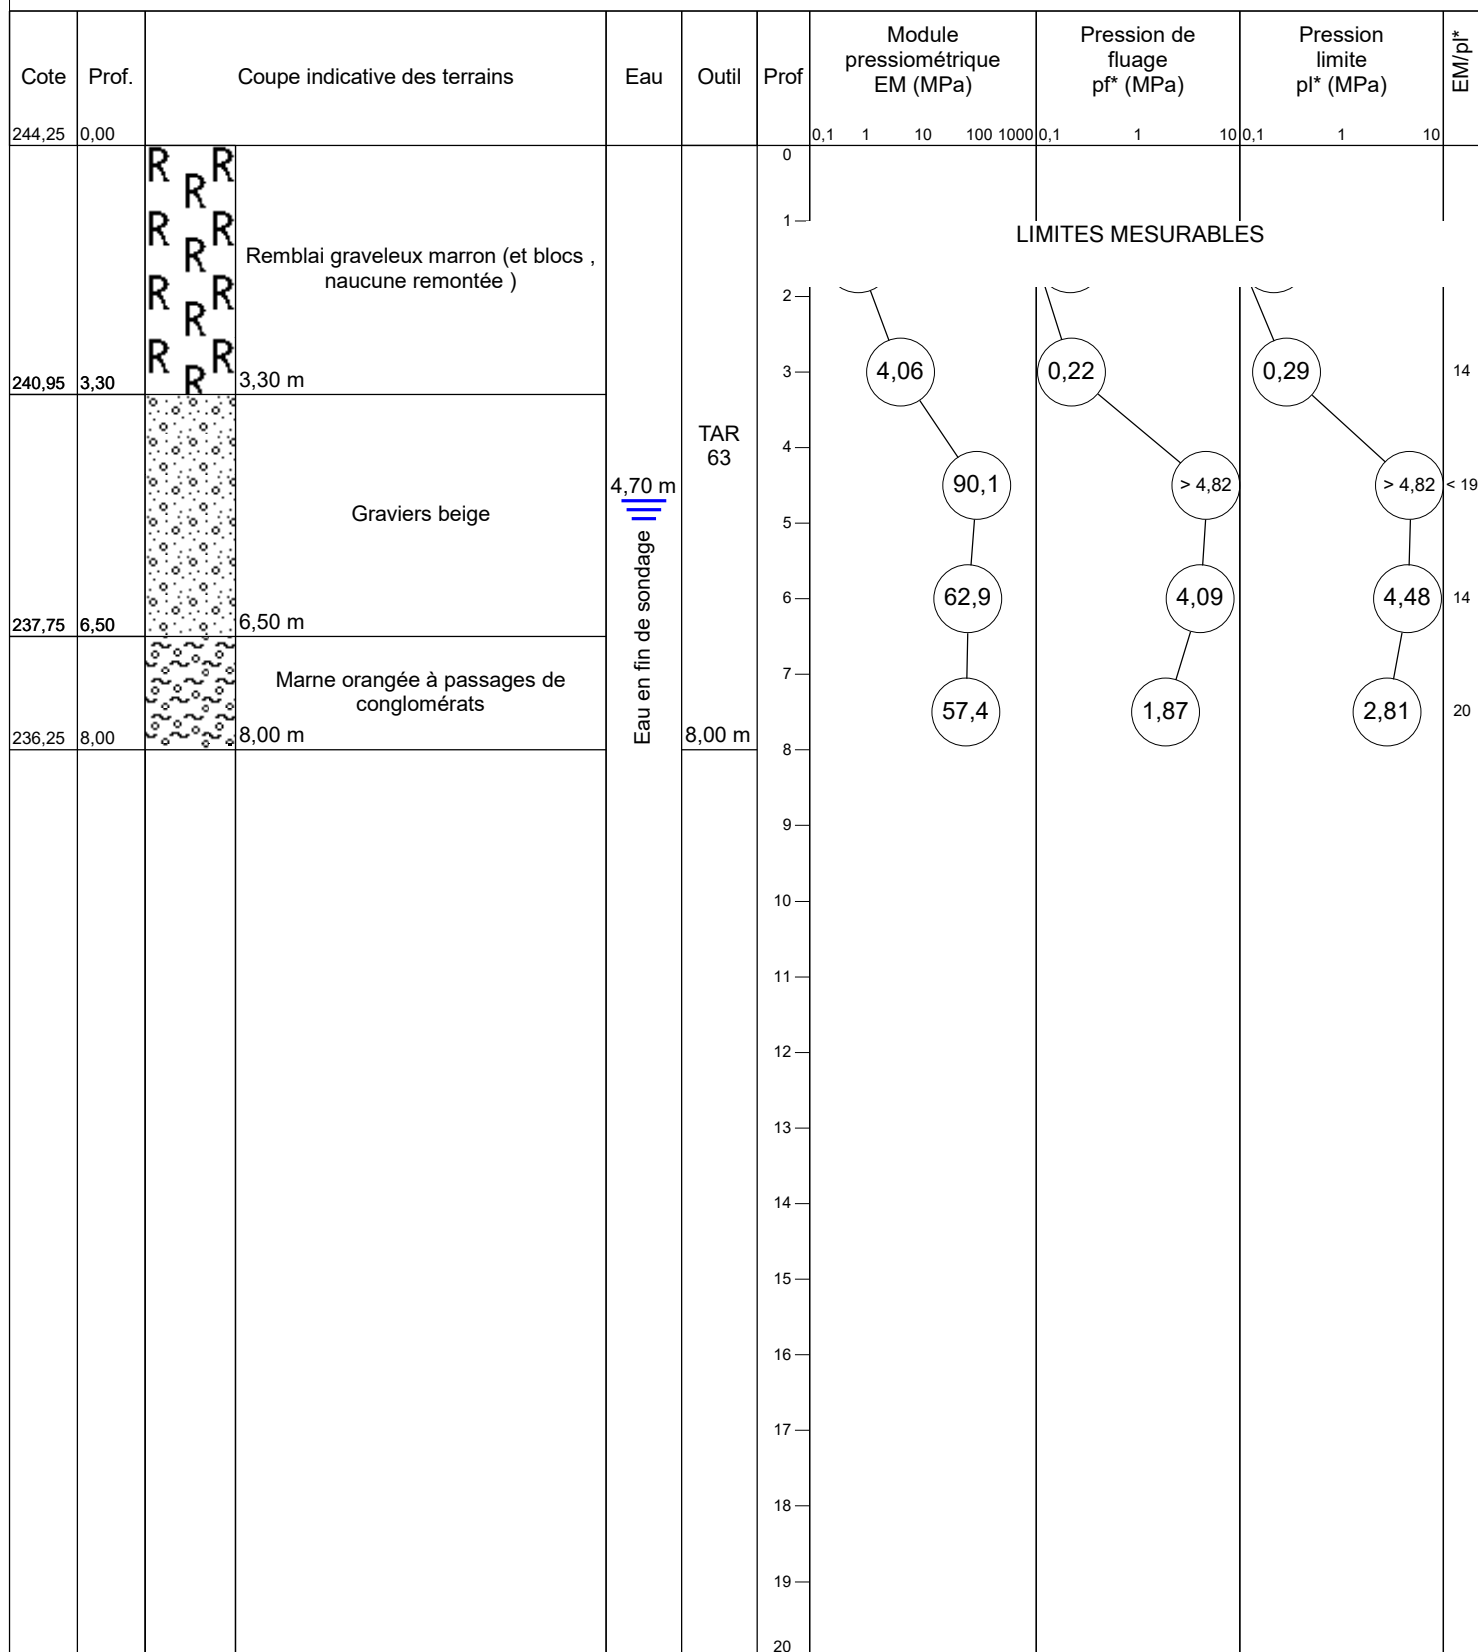 Cote
Prof.
Coupe indicative des terrains
Eau
Outil
Prof
Module
pressiométrique
EM (MPa)
Pression de
fluage
pf* (MPa)
Pression
limite
pl* (MPa)
EM/pl*
244,25
0,00
0,1 1 10 100 1000
0,1 1 10
0,1 1 10
R R R R R R R R R R R R
Remblai graveleux marron (et blocs ,
naucune remontée )
240,95
3,30
3,30 m
Graviers beige
237,75
6,50
6,50 m
Marne orangée à passages de
conglomérats
236,25
8,00
8,00 m
4,70 m
Eau en fin de sondage
TAR
63
8,00 m
0
1
2
3
4
5
6
7
8
9
10
11
12
13
14
15
16
17
18
19
20
LIMITES MESURABLES
4,06
0,22
0,29
14
90,1
> 4,82
> 4,82
< 19
62,9
4,09
4,48
14
57,4
1,87
2,81
20